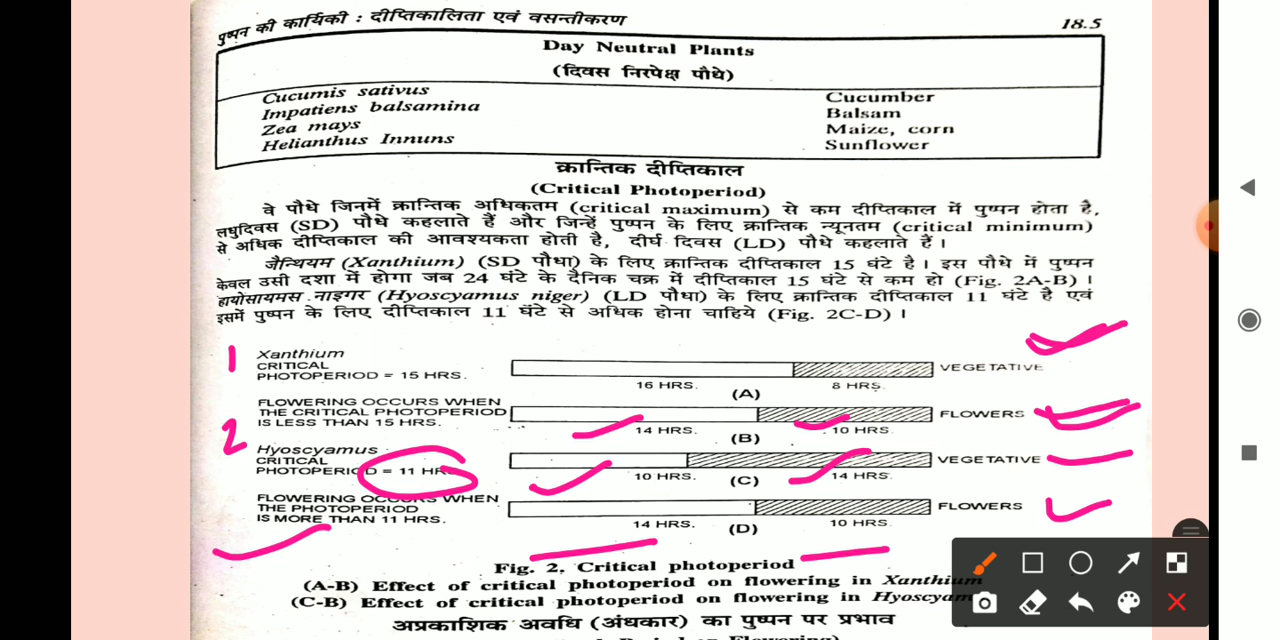 पुष्पन की कार्यिकी : दीप्तिकालिता एवं वसन्तीकरण 18.5
Day Neutral Plants
(दिवस निरपेक्ष पौधे)
Cucumis sativus Cucumber
Impatiens balsamina Balsam
Zea mays Maize, corn
Helianthus Innuns Sunflower
क्रान्तिक दीप्तिकाल
(Critical Photoperiod)
वे पौधे जिनमें क्रान्तिक अधिकतम (critical maximum) से कम दीप्तिकाल में पुष्पन होता है,
लघुदिवस (SD) पौधे कहलाते हैं और जिन्हें पुष्पन के लिए क्रान्तिक न्यूनतम (critical minimum)
से अधिक दीप्तिकाल की आवश्यकता होती है, दीर्घ दिवस (LD) पौधे कहलाते हैं।
जैन्थियम (Xanthium) (SD पौधा) के लिए क्रान्तिक दीप्तिकाल 15 घंटे है। इस पौधे में पुष्पन
केवल उसी दशा में होगा जब 24 घंटे के दैनिक चक्र में दीप्तिकाल 15 घंटे से कम हो (Fig. 2A-B)।
हायोसायमस नाइगर (Hyoscyamus niger) (LD पौधा) के लिए क्रान्तिक दीप्तिकाल 11 घंटे है एवं
इसमें पुष्पन के लिए दीप्तिकाल 11 घंटे से अधिक होना चाहिये (Fig. 2C-D)।
1
Xanthium
CRITICAL
PHOTOPERIOD = 15 HRS.
VEGETATIVE
16 HRS. 8 HRS.
(A)
FLOWERING OCCURS WHEN
THE CRITICAL PHOTOPERIOD
IS LESS THAN 15 HRS.
FLOWERS
14 HRS. 10 HRS.
(B)
2
Hyoscyamus
CRITICAL
PHOTOPERIOD = 11 HRS
VEGETATIVE
10 HRS. 14 HRS.
(C)
FLOWERING OCCURS WHEN
THE PHOTOPERIOD
IS MORE THAN 11 HRS.
FLOWERS
14 HRS. 10 HRS.
(D)
Fig. 2. Critical photoperiod
(A-B) Effect of critical photoperiod on flowering in Xanthium
(C-B) Effect of critical photoperiod on flowering in Hyoscyam
अप्रकाशिक अवधि (अंधकार) का पुष्पन पर प्रभाव